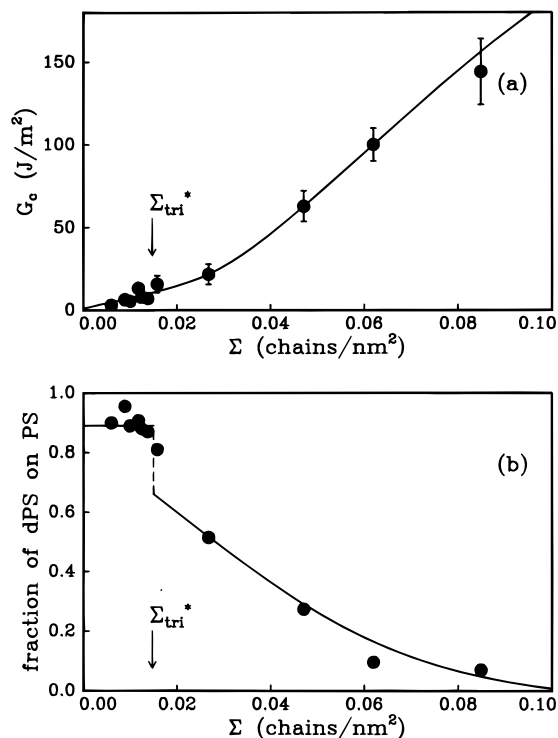 150
100
50
0
G_c (J/m²)
(a)
Σ_tri*
0.00 0.02 0.04 0.06 0.08 0.10
Σ (chains/nm²)
1.0
0.8
0.6
0.4
0.2
0.0
fraction of dPS on PS
(b)
Σ_tri*
0.00 0.02 0.04 0.06 0.08 0.10
Σ (chains/nm²)